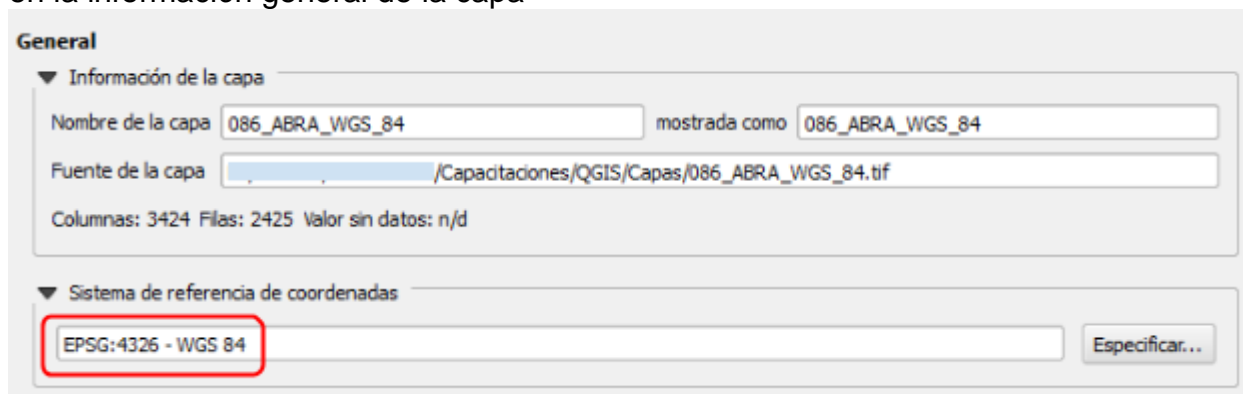 en la información general de la capa
General
Información de la capa
Nombre de la capa 086_ABRA_WGS_84 mostrada como 086_ABRA_WGS_84
Fuente de la capa /Capacitaciones/QGIS/Capas/086_ABRA_WGS_84.tif
Columnas: 3424 Filas: 2425 Valor sin datos: n/d
Sistema de referencia de coordenadas
EPSG:4326 - WGS 84 Especificar...